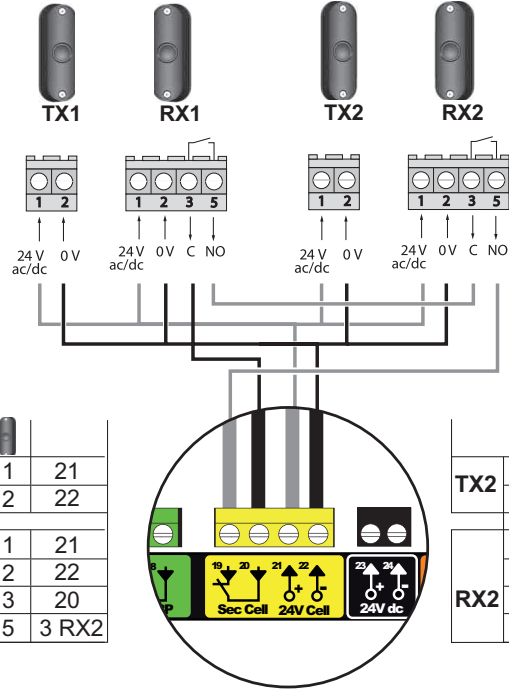 TX1 RX1 TX2 RX2
1 2 1 2 3 5 1 2 1 2 3 5
24 V ac/dc 0 V 24 V ac/dc 0 V C NO 24 V ac/dc 0 V 24 V ac/dc 0 V C NO
1 21
2 22
1 21
2 22
3 20
5 3 RX2
TX2
RX2
19 20 21 22 23 24
+ - + -
Sec Cell 24V Cell 24V dc